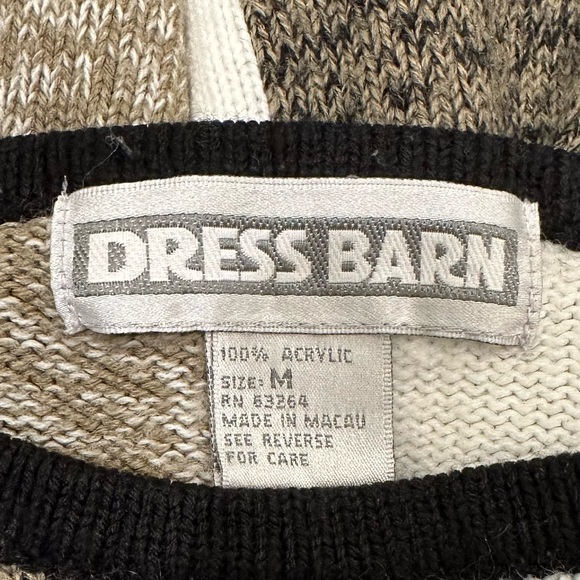 DRESS BARN
100% ACRYLIC
SIZE: M
RN 63264
MADE IN MACAU
SEE REVERSE
FOR CARE